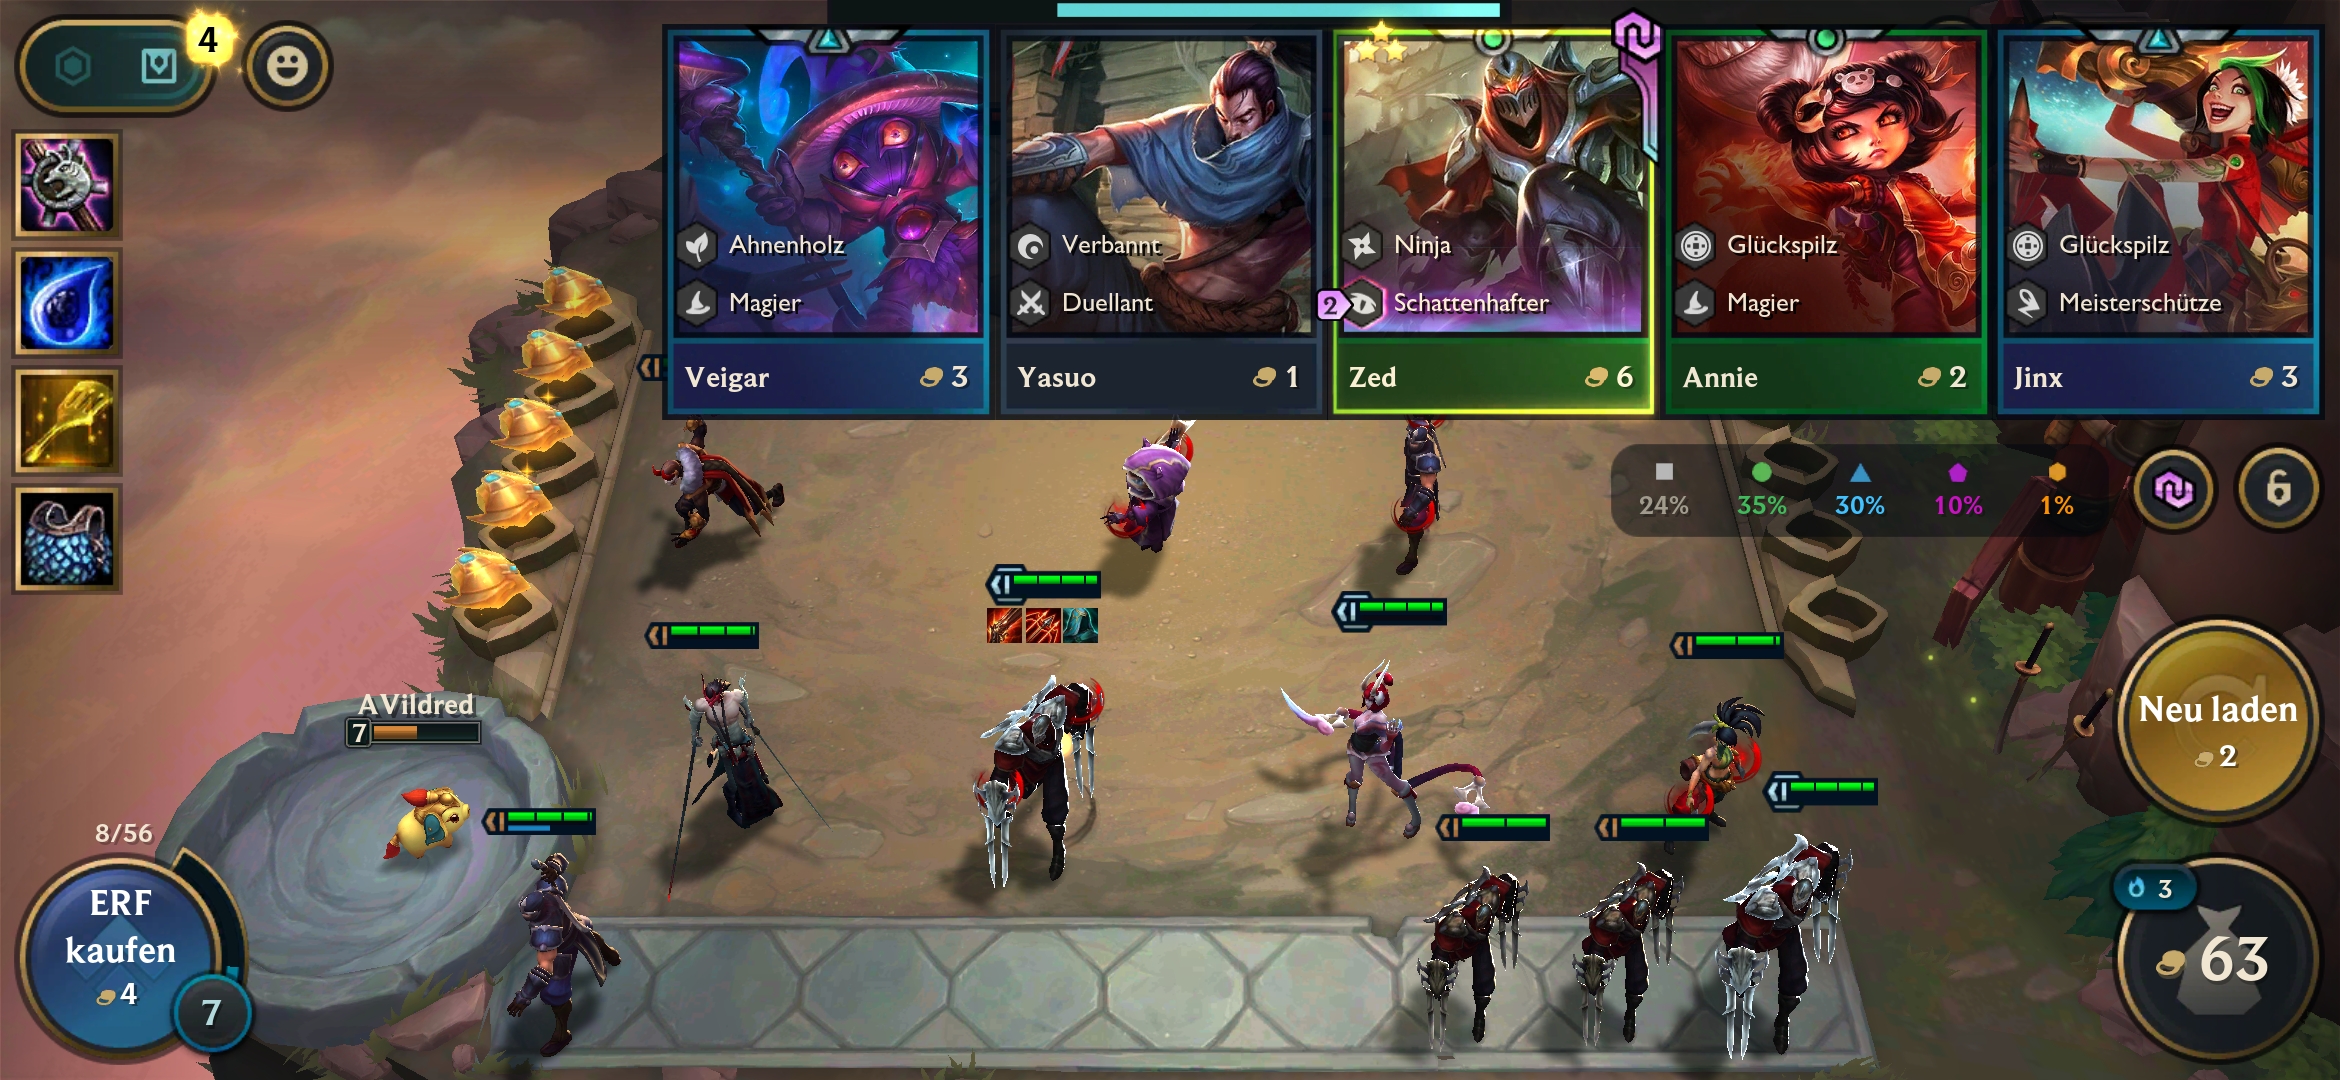 4
Ahnenholz
Magier
Veigar
3
Verbannt
Duellant
Yasuo
1
Ninja
2
Schattenhafter
Zed
6
Glückspilz
Magier
Annie
2
Glückspilz
Meisterschütze
Jinx
3
24%
35%
30%
10%
1%
AVildred
7
Neu laden
2
8/56
ERF
kaufen
4
7
3
63